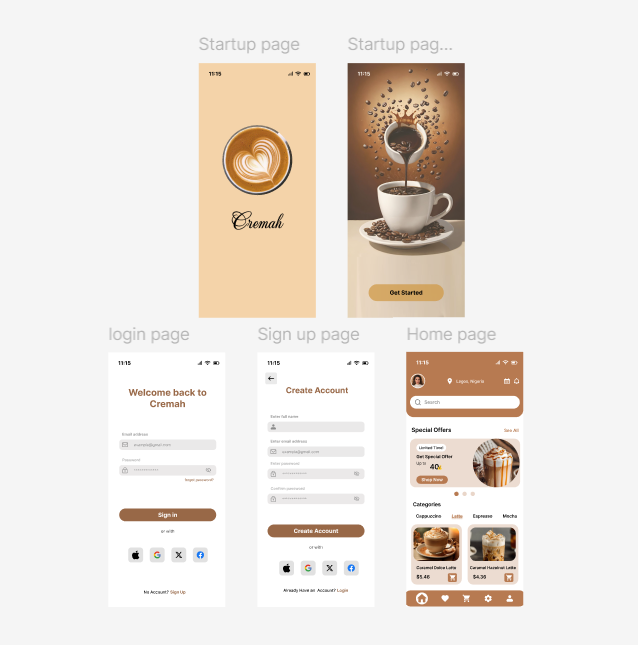 Startup page
Startup pag...
11:15
11:15
Cremah
Get Started
login page
Sign up page
Home page
11:15
Welcome back to
Cremah
Email address
Password
forget password?
Sign in
or with
No Account? Sign Up
11:15
Create Account
Enter full name
Enter email address
Enter password
Confirm password
Create Account
or with
Already Have an Account? Login
11:15
Lagos, Nigeria
Search
Special Offers
See All
Limited Time!
Get Special Offer
Up to
40
Shop Now
Categories
Cappuccino
Latte
Espresso
Mocha
Caramel Dolce Latte
$5.46
Caramel Hazelnut Latte
$4.36